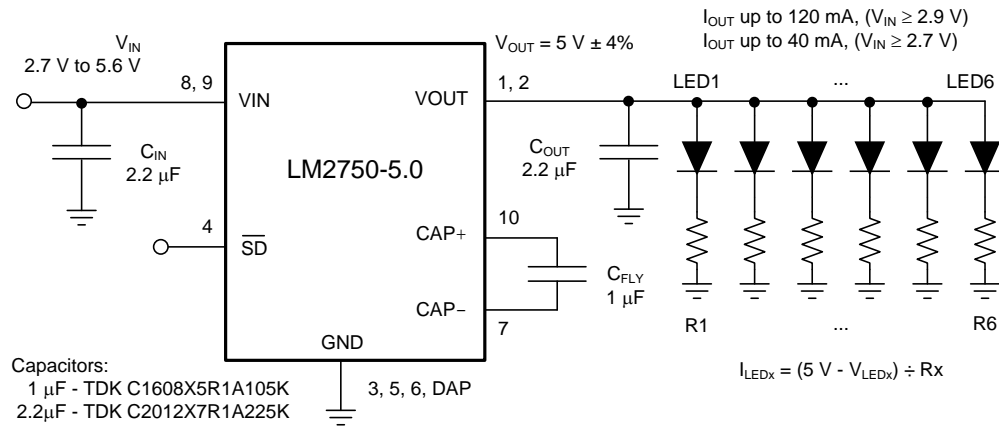 I_OUT up to 120 mA, (V_IN ≥ 2.9 V)
I_OUT up to 40 mA, (V_IN ≥ 2.7 V)
V_IN
2.7 V to 5.6 V
V_OUT = 5 V ± 4%
8, 9
1, 2
LED1
...
LED6
VIN
VOUT
C_IN
2.2 μF
LM2750-5.0
C_OUT
2.2 μF
4
SD
10
CAP+
C_FLY
1 μF
CAP−
7
R1
...
R6
GND
3, 5, 6, DAP
I_LEDx = (5 V - V_LEDx) ÷ Rx
Capacitors:
1 μF - TDK C1608X5R1A105K
2.2μF - TDK C2012X7R1A225K